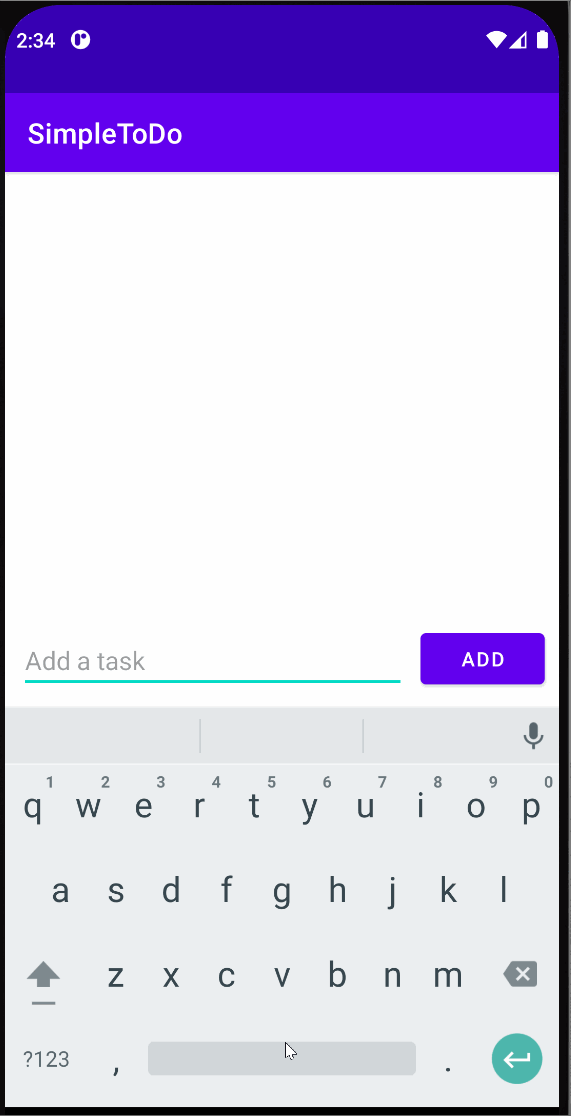 2:34
SimpleToDo
Add a task
ADD
1 2 3 4 5 6 7 8 9 0
q w e r t y u i o p
a s d f g h j k l
z x c v b n m
?123 , .